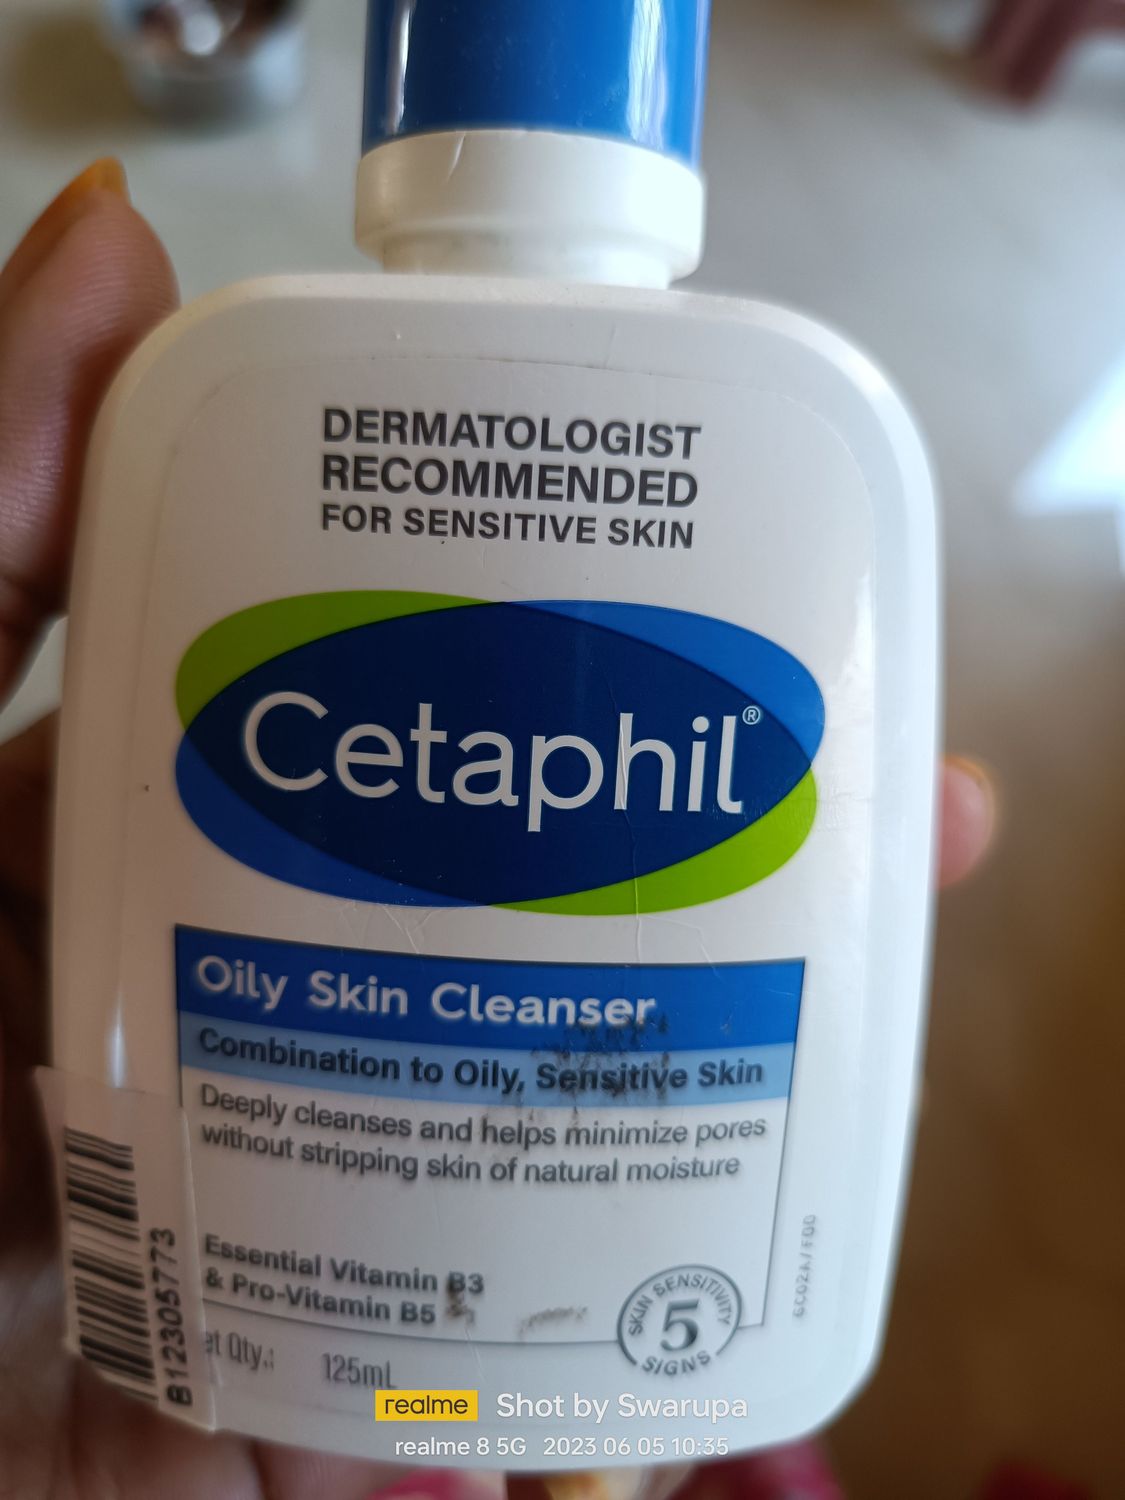 DERMATOLOGIST
RECOMMENDED
FOR SENSITIVE SKIN
Cetaphil®
Oily Skin Cleanser
Combination to Oily, Sensitive Skin
Deeply cleanses and helps minimize pores
without stripping skin of natural moisture
Essential Vitamin B3
& Pro-Vitamin B5
SKIN SENSITIVITY
5
SIGNS
Qty.:
125mL
B12305773
realme Shot by Swarupa
realme 8 5G 2023 06 05 10:35